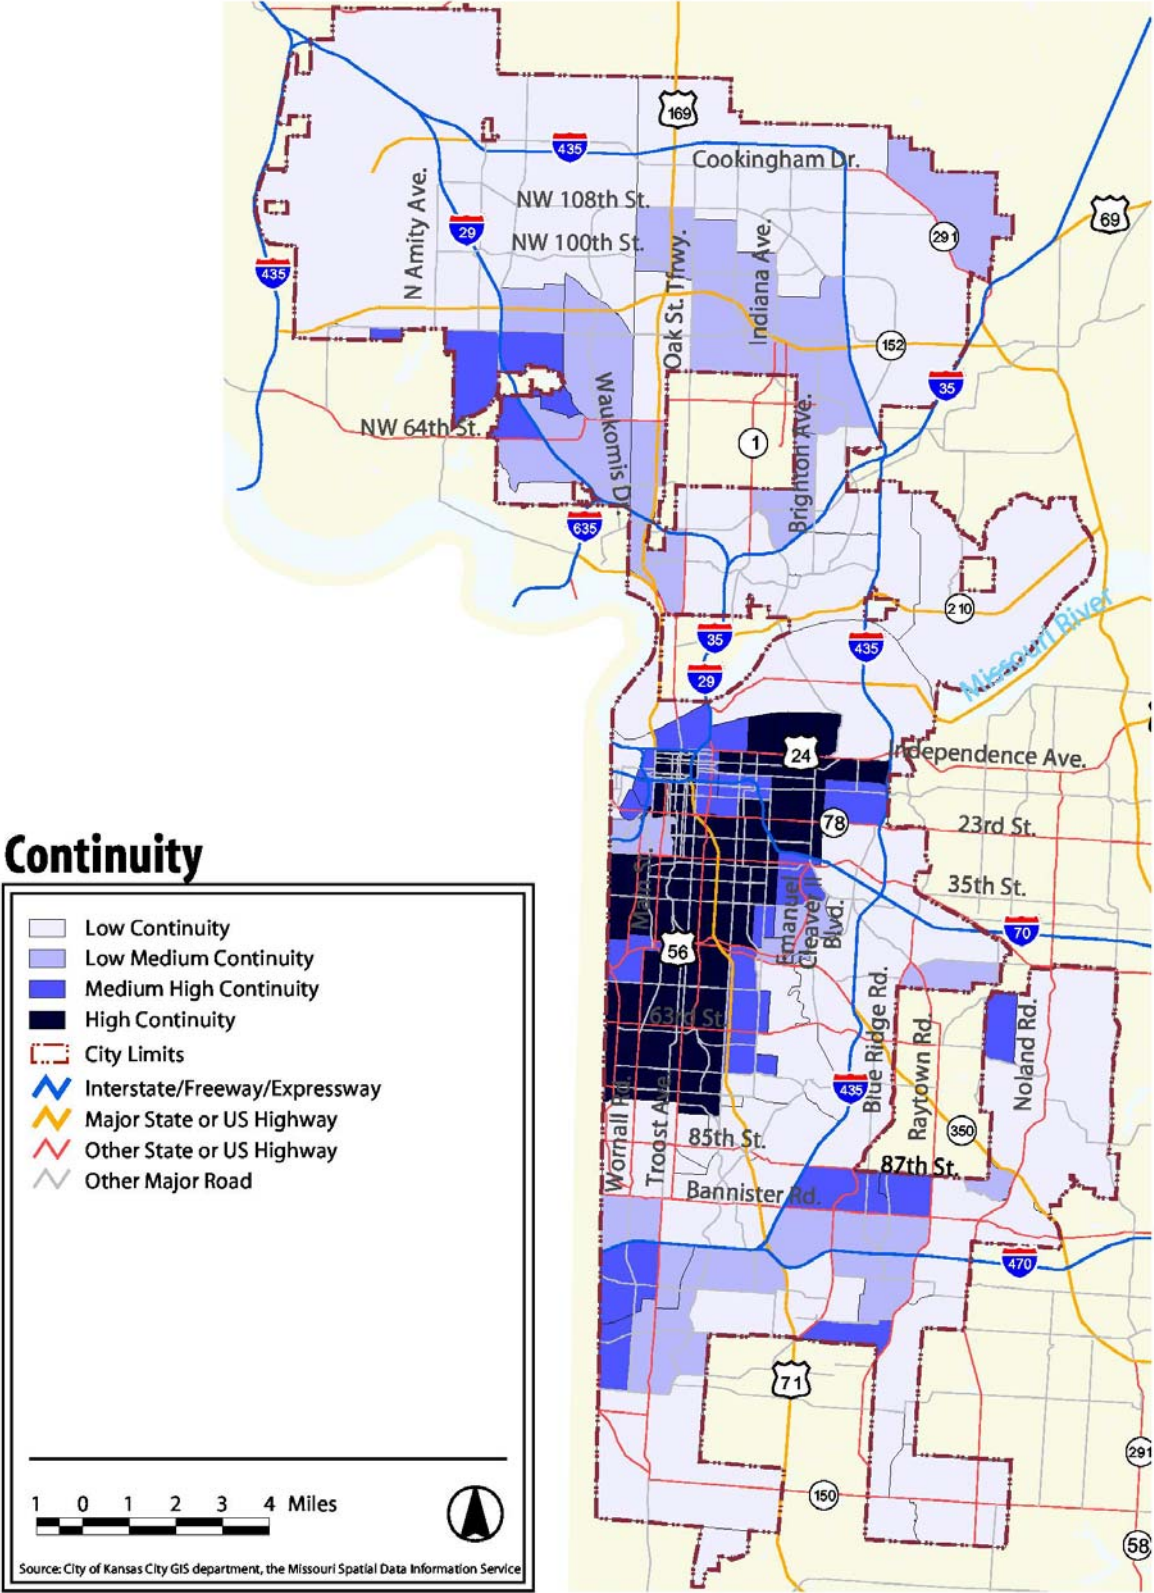 169
435
Cookingham Dr.
NW 108th St.
N Amity Ave.
69
29
291
NW 100th St.
435
Oak St. Tfrwy.
Indiana Ave.
152
35
Waukomis D
NW 64th St.
1
Brighton Ave.
635
210
35
435
Missouri River
29
24
Independence Ave.
78
23rd St.
Continuity
Main St.
35th St.
Emanuel
Cleaver II
Blvd.
70
56
Low Continuity
Low Medium Continuity
Medium High Continuity
High Continuity
City Limits
Interstate/Freeway/Expressway
Major State or US Highway
Other State or US Highway
Other Major Road
63rd St.
Blue Ridge Rd.
Raytown Rd.
Noland Rd.
435
Wornall Rd.
Troost Ave.
350
85th St.
87th St.
Bannister Rd.
470
71
291
150
58
1 0 1 2 3 4 Miles
Source: City of Kansas City GIS department, the Missouri Spatial Data Information Service